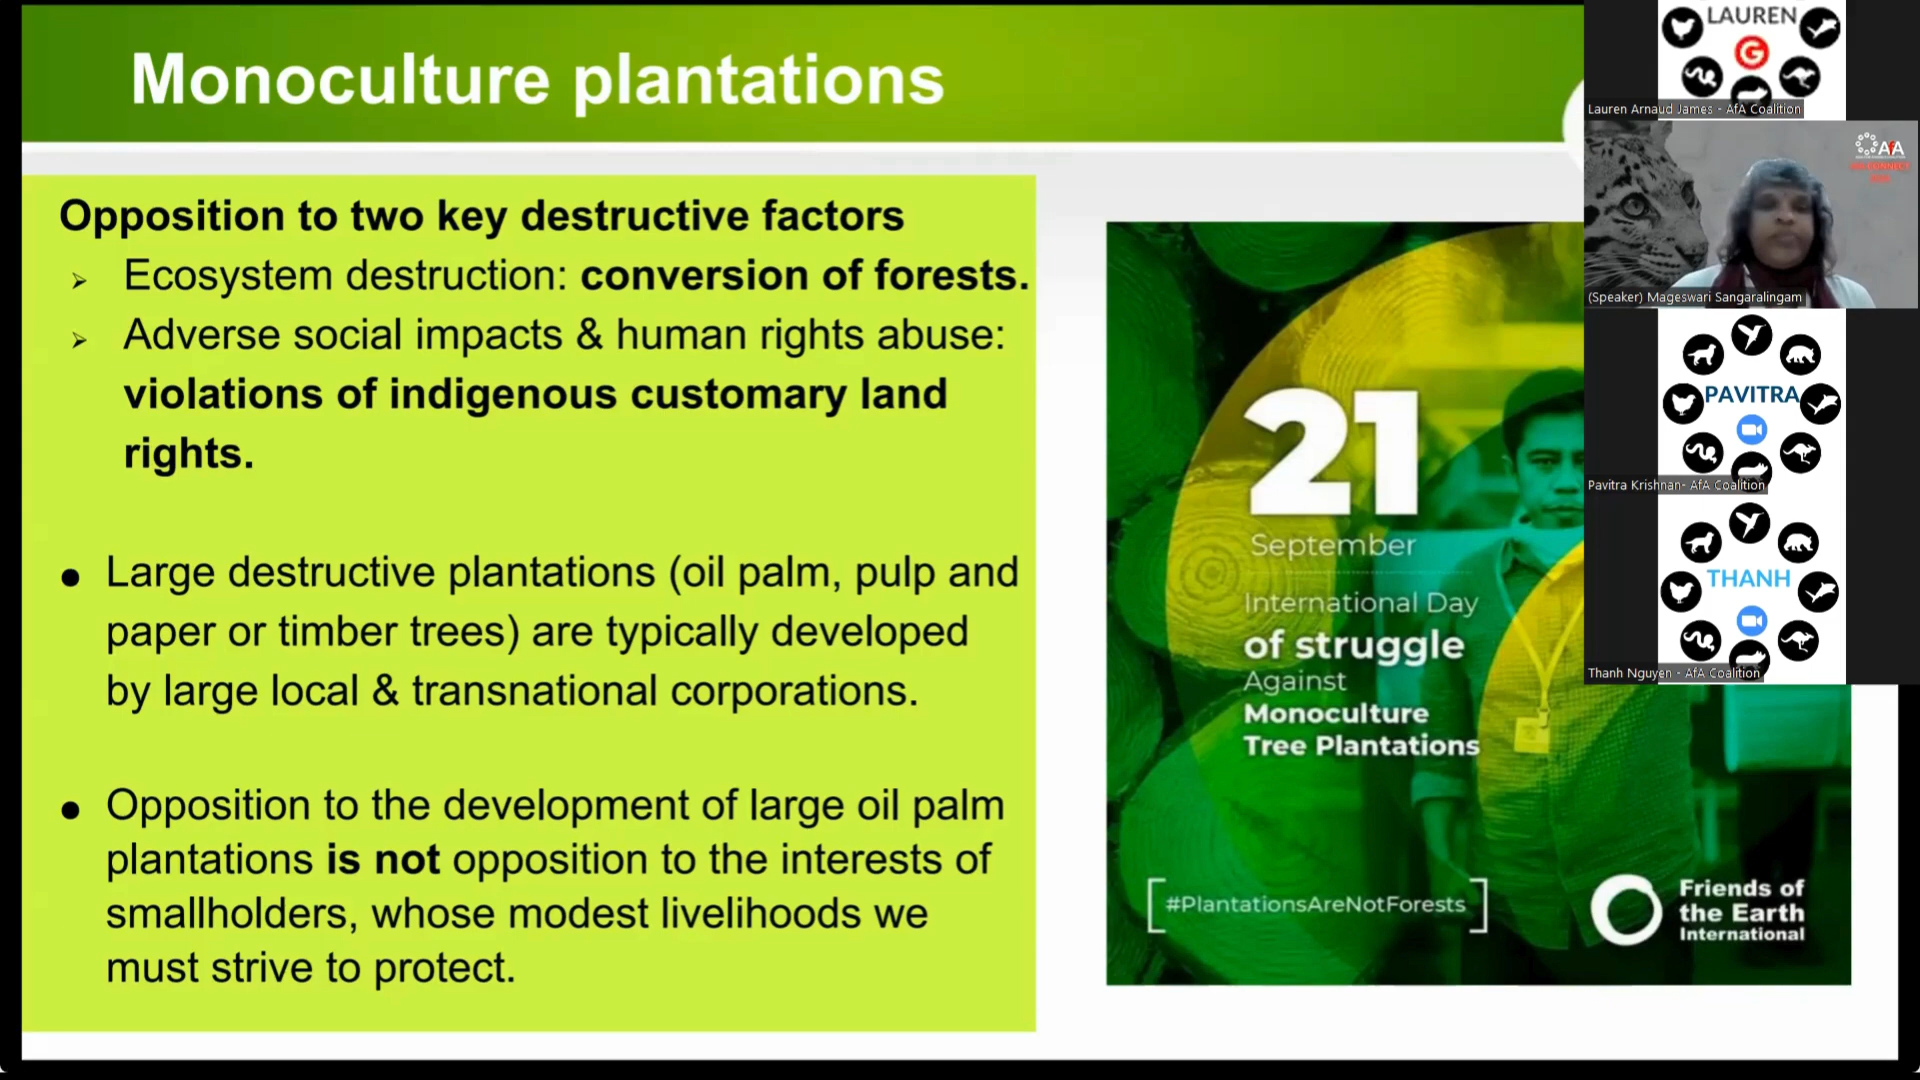 Monoculture plantations
Opposition to two key destructive factors
➢ Ecosystem destruction: conversion of forests.
➢ Adverse social impacts & human rights abuse:
violations of indigenous customary land
rights.
• Large destructive plantations (oil palm, pulp and
paper or timber trees) are typically developed
by large local & transnational corporations.
• Opposition to the development of large oil palm
plantations is not opposition to the interests of
smallholders, whose modest livelihoods we
must strive to protect.
21
September
International Day
of struggle
Against
Monoculture
Tree Plantations
[#PlantationsAreNotForests]
Friends of
the Earth
International
LAUREN
G
Lauren Arnaud James - AfA Coalition
AfA
(Speaker) Mageswari Sangaralingam
PAVITRA
Pavitra Krishnan- AfA Coalition
THANH
Thanh Nguyen - AfA Coalition